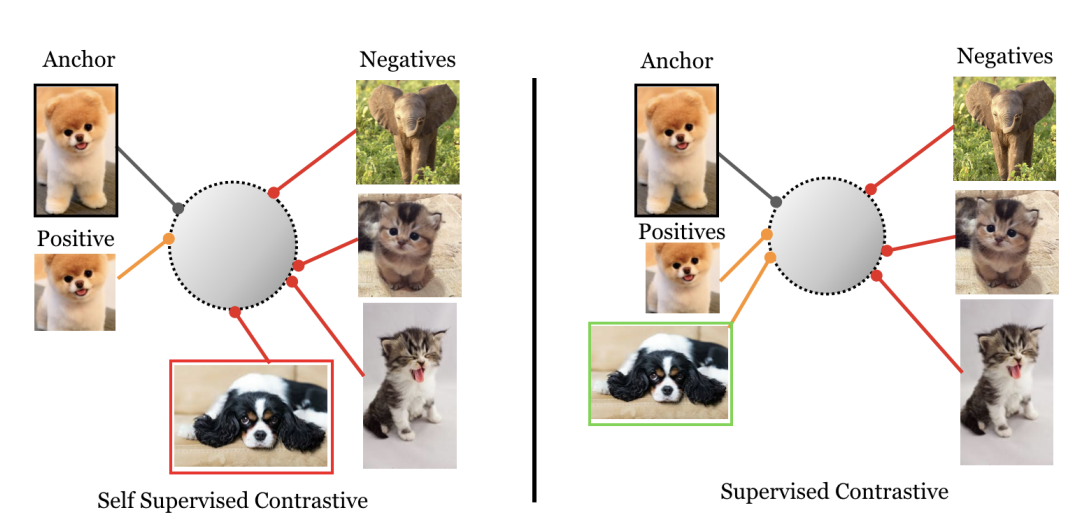 Anchor
Negatives
Positive
Self Supervised Contrastive
Anchor
Negatives
Positives
Supervised Contrastive